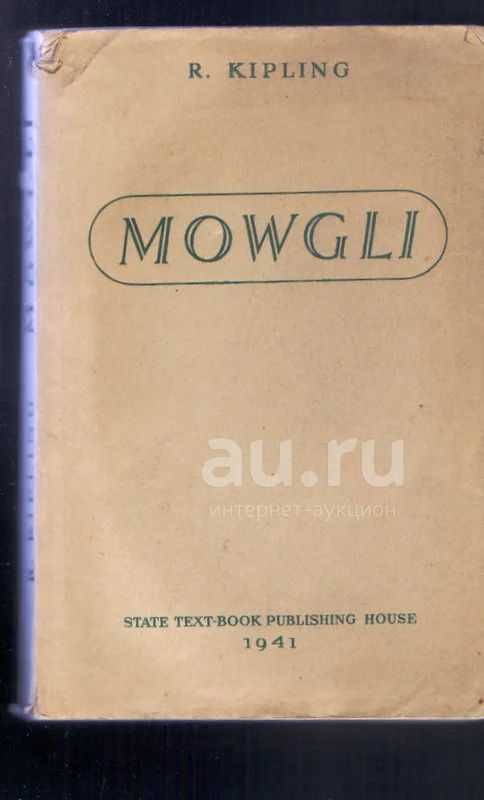 R. KIPLING
MOWGLI
au.ru
интернет-аукцион
STATE TEXT-BOOK PUBLISHING HOUSE
1941